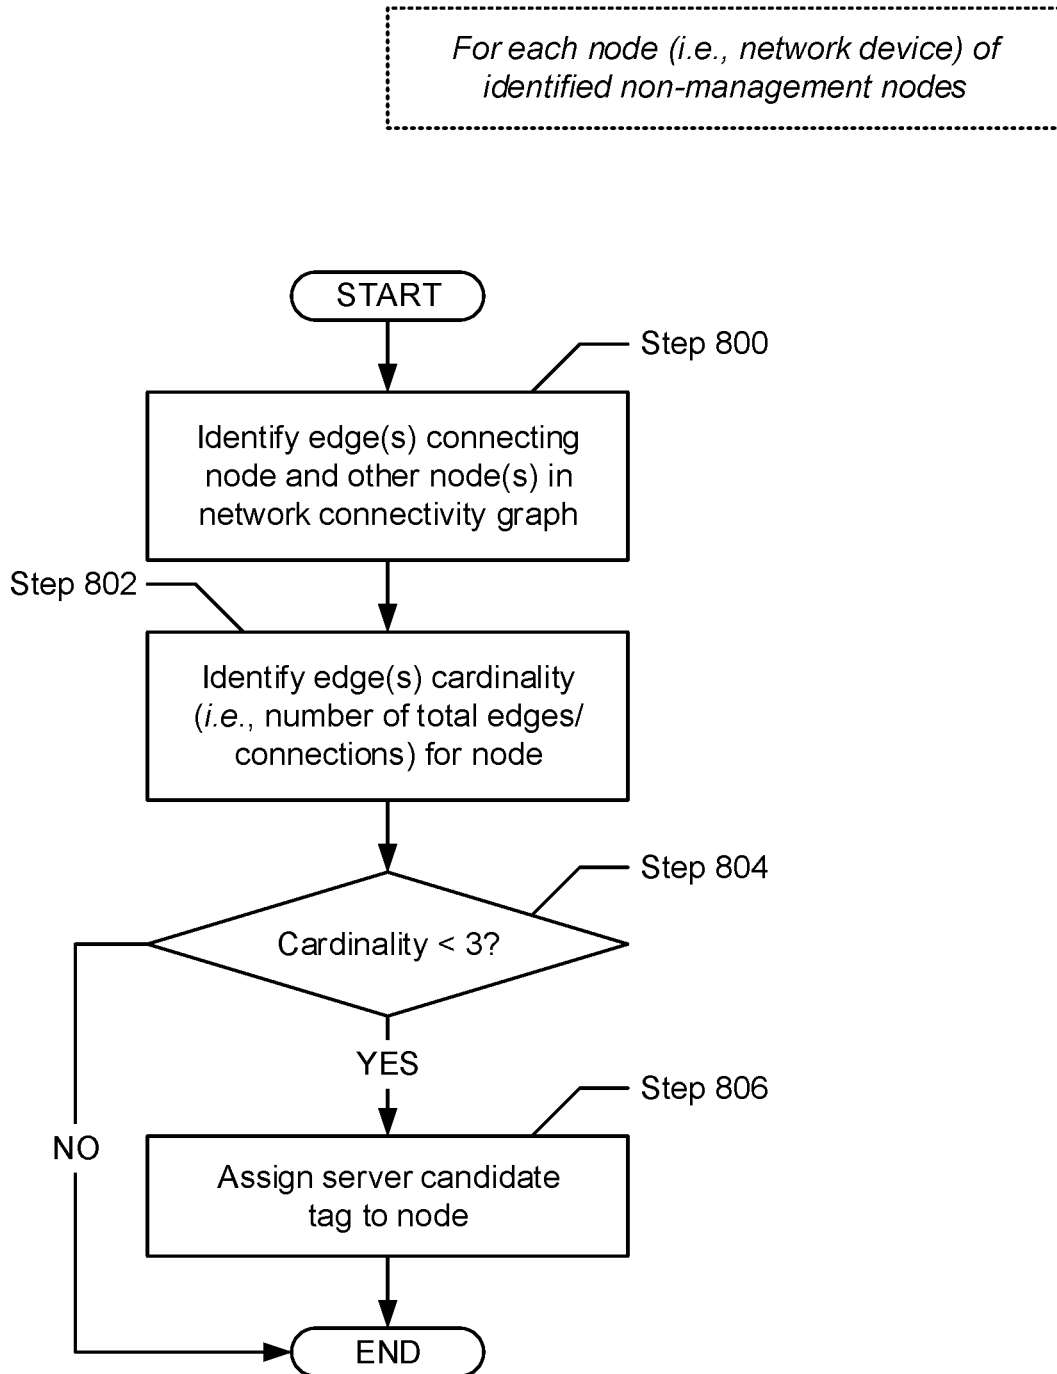 For each node (i.e., network device) of
identified non-management nodes
START
Step 800
Identify edge(s) connecting
node and other node(s) in
network connectivity graph
Step 802
Identify edge(s) cardinality
(i.e., number of total edges/
connections) for node
Step 804
Cardinality < 3?
YES
Step 806
NO
Assign server candidate
tag to node
END